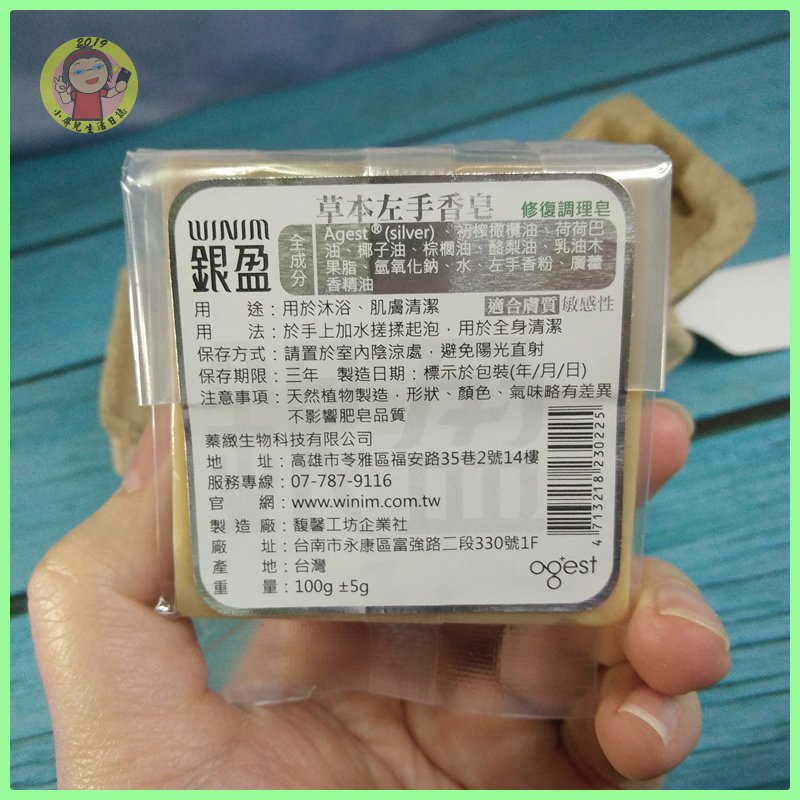 2019
小屏兒生活日誌
草本左手香皂 修復調理皂
WINIM
銀盈
全成分
Agest®(silver)、初榨橄欖油、荷荷巴
油、椰子油、棕櫚油、酪梨油、乳油木
果脂、氫氧化鈉、水、左手香粉、廣藿
香精油
用 途：用於沐浴、肌膚清潔 適合膚質 敏感性
用 法：於手上加水搓揉起泡，用於全身清潔
保存方式：請置於室內陰涼處，避免陽光直射
保存期限：三年 製造日期：標示於包裝(年/月/日)
注意事項：天然植物製造，形狀、顏色、氣味略有差異
不影響肥皂品質
蓁緻生物科技有限公司
地 址：高雄市苓雅區福安路35巷2號14樓
服務專線：07-787-9116
官 網：www.winim.com.tw
製 造 廠：馥馨工坊企業社
廠 址：台南市永康區富強路二段330號1F
產 地：台灣
重 量：100g ±5g
4 713218 230225
agest